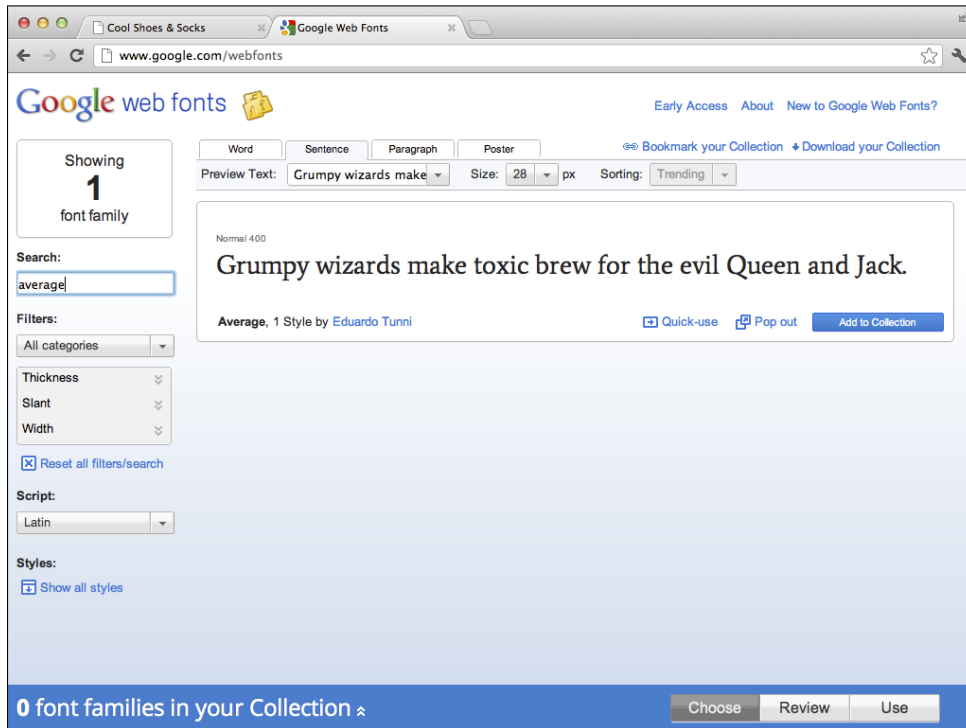 Cool Shoes & Socks
Google Web Fonts
www.google.com/webfonts
Google web fonts
Early Access About New to Google Web Fonts?
Showing
1
font family
Word Sentence Paragraph Poster
Bookmark your Collection Download your Collection
Preview Text: Grumpy wizards make Size: 28 px Sorting: Trending
Normal 400
Grumpy wizards make toxic brew for the evil Queen and Jack.
Average, 1 Style by Eduardo Tunni
Quick-use Pop out Add to Collection
Search:
average
Filters:
All categories
Thickness
Slant
Width
Reset all filters/search
Script:
Latin
Styles:
Show all styles
0 font families in your Collection
Choose Review Use